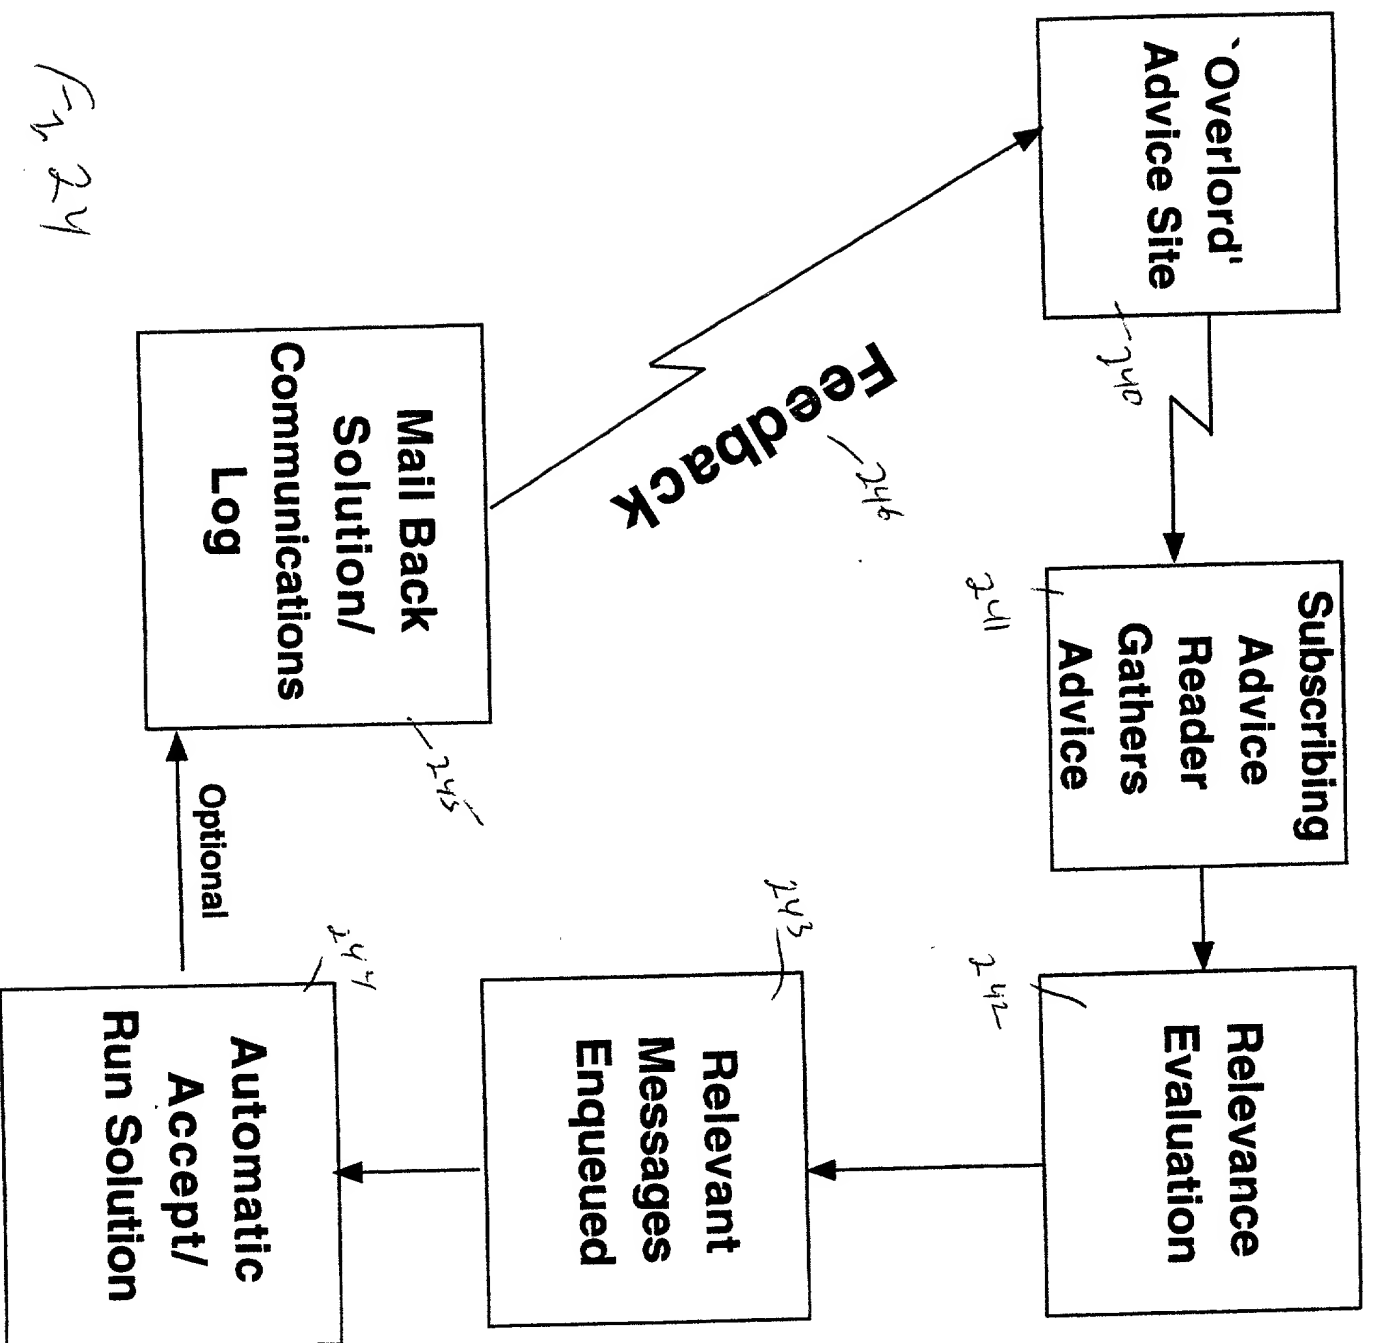 `Overlord'
Advice Site
240
Subscribing
Advice
Reader
Gathers
Advice
241
Relevance
Evaluation
242
Relevant
Messages
Enqueued
243
Automatic
Accept/
Run Solution
244
Optional
Mail Back
Solution/
Communications
Log
245
Feedback
246
Fig 24